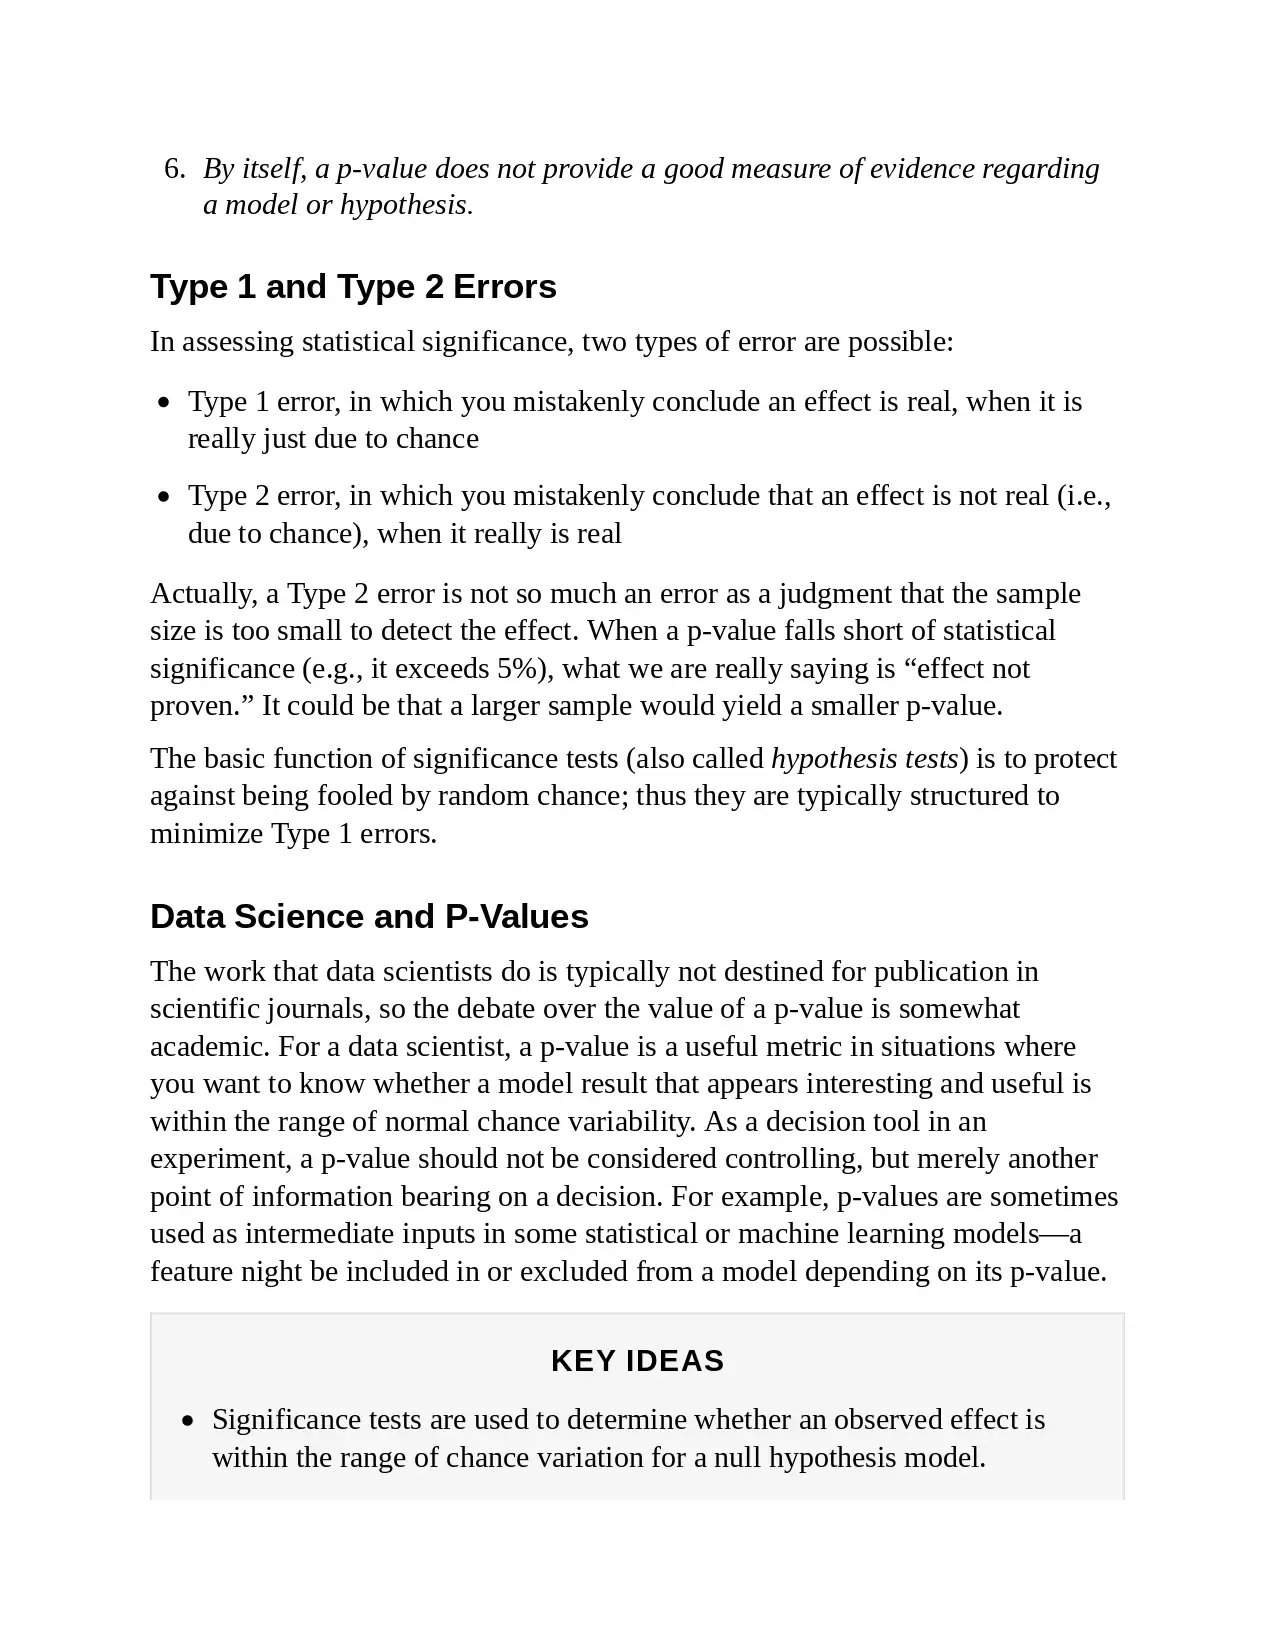 6. By itself, a p-value does not provide a good measure of evidence regarding
a model or hypothesis.
Type 1 and Type 2 Errors
In assessing statistical significance, two types of error are possible:
• Type 1 error, in which you mistakenly conclude an effect is real, when it is
really just due to chance
• Type 2 error, in which you mistakenly conclude that an effect is not real (i.e.,
due to chance), when it really is real
Actually, a Type 2 error is not so much an error as a judgment that the sample
size is too small to detect the effect. When a p-value falls short of statistical
significance (e.g., it exceeds 5%), what we are really saying is “effect not
proven.” It could be that a larger sample would yield a smaller p-value.
The basic function of significance tests (also called hypothesis tests) is to protect
against being fooled by random chance; thus they are typically structured to
minimize Type 1 errors.
Data Science and P-Values
The work that data scientists do is typically not destined for publication in
scientific journals, so the debate over the value of a p-value is somewhat
academic. For a data scientist, a p-value is a useful metric in situations where
you want to know whether a model result that appears interesting and useful is
within the range of normal chance variability. As a decision tool in an
experiment, a p-value should not be considered controlling, but merely another
point of information bearing on a decision. For example, p-values are sometimes
used as intermediate inputs in some statistical or machine learning models—a
feature night be included in or excluded from a model depending on its p-value.
KEY IDEAS
• Significance tests are used to determine whether an observed effect is
within the range of chance variation for a null hypothesis model.